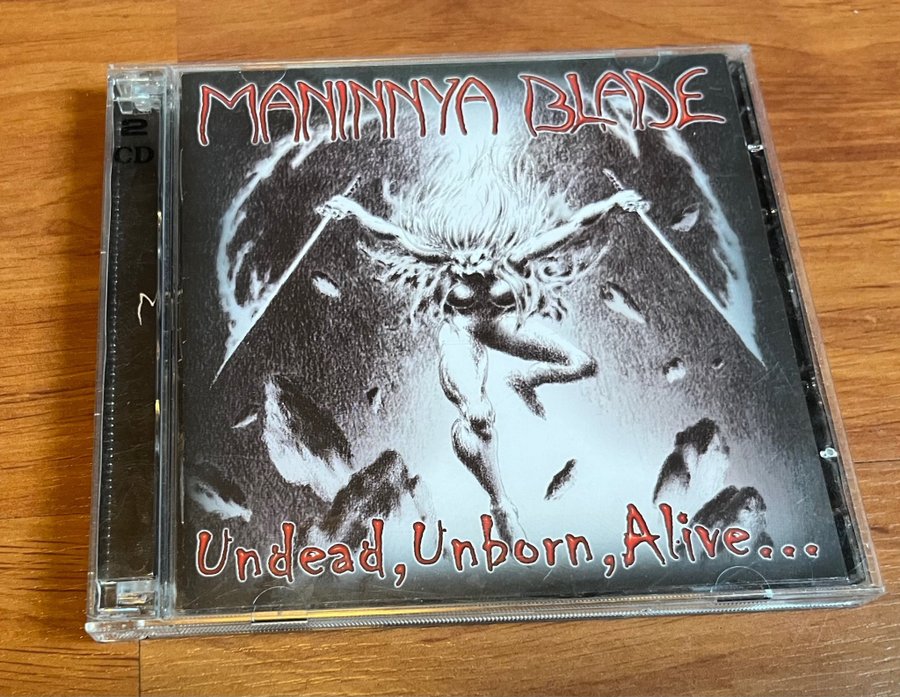 MANINNYA BLADE
2
CD
Undead, Unborn, Alive...